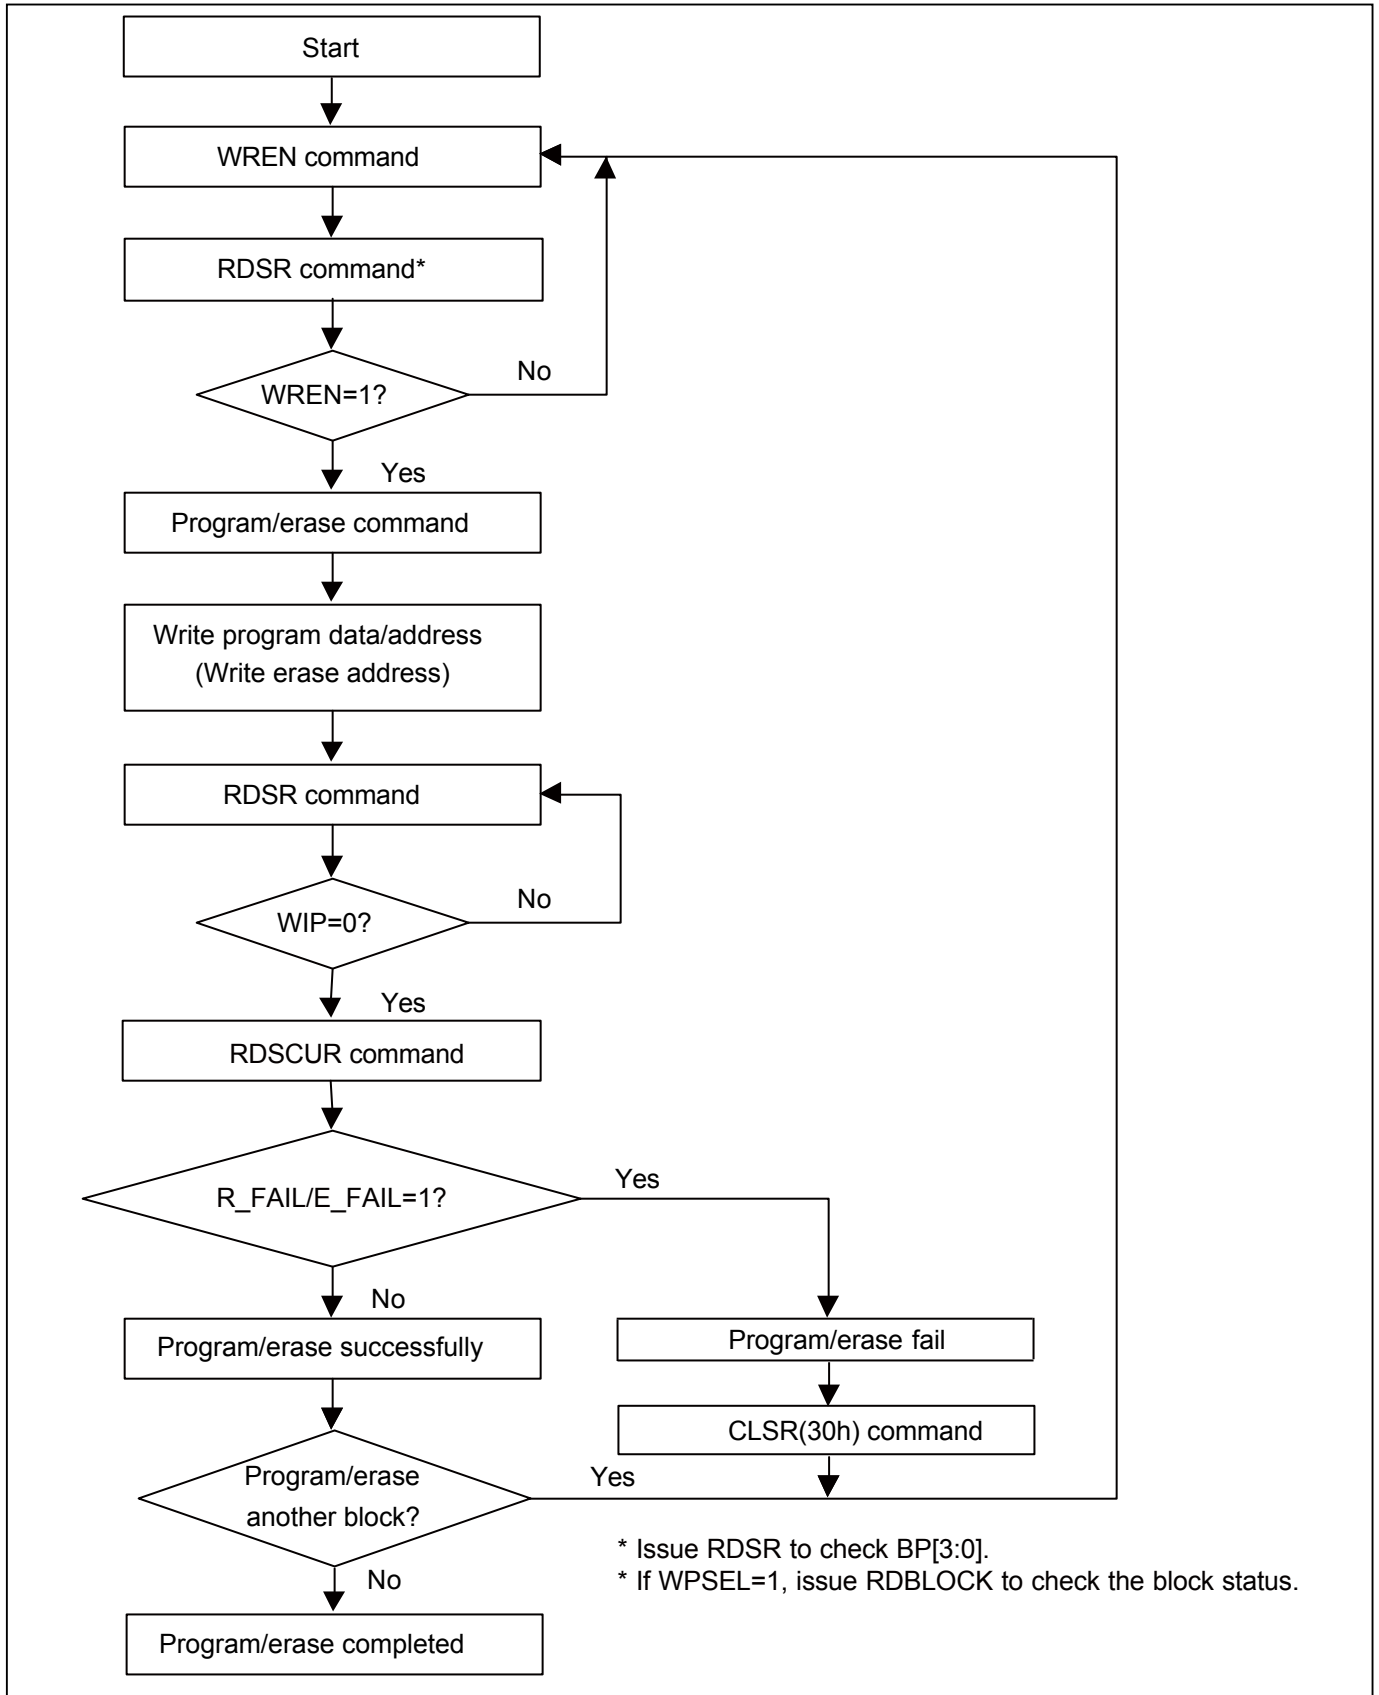 Start
WREN command
RDSR command*
WREN=1?
No
Yes
Program/erase command
Write program data/address
(Write erase address)
RDSR command
WIP=0?
No
Yes
RDSCUR command
R_FAIL/E_FAIL=1?
Yes
No
Program/erase successfully
Program/erase fail
CLSR(30h) command
Program/erase
another block?
Yes
* Issue RDSR to check BP[3:0].
* If WPSEL=1, issue RDBLOCK to check the block status.
No
Program/erase completed